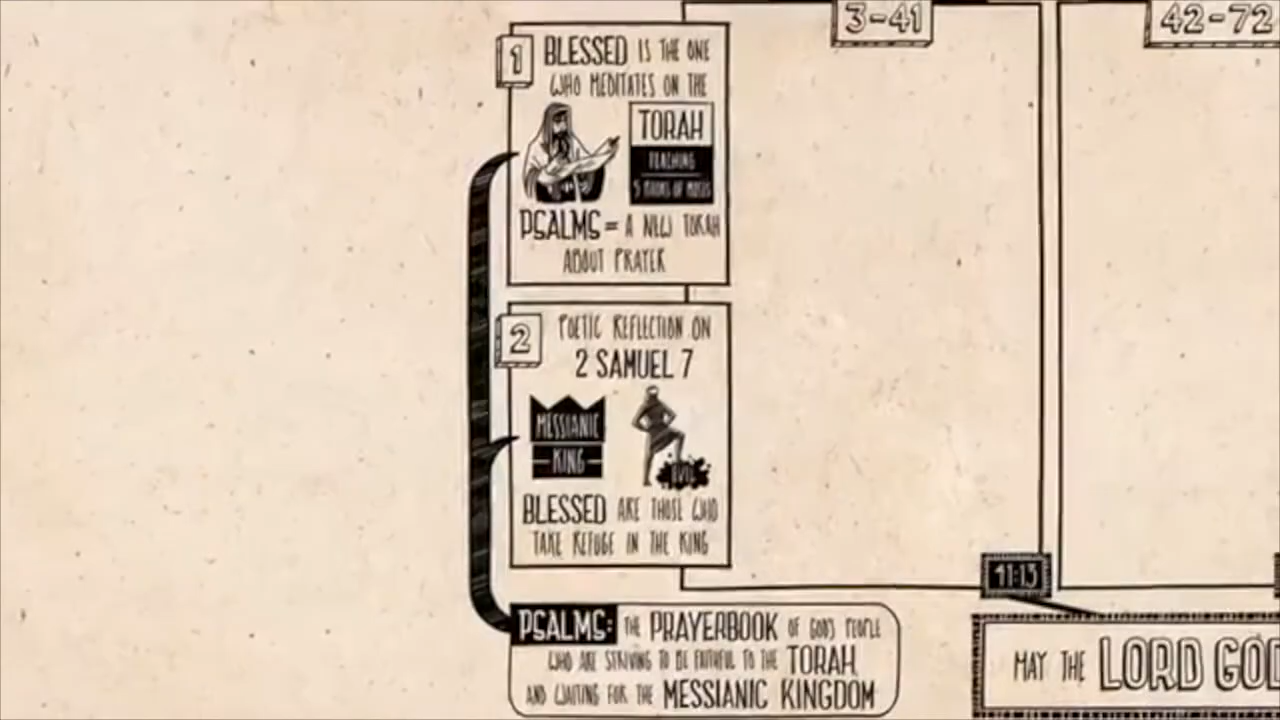 3-41
42-72
1
BLESSED IS THE ONE
WHO MEDITATES ON THE
TORAH
TEACHING
5 BOOKS OF MOSES
PSALMS = A NEW TORAH
ABOUT PRAYER
2
POETIC REFLECTION ON
2 SAMUEL 7
MESSIANIC
KING
EVIL
BLESSED ARE THOSE WHO
TAKE REFUGE IN THE KING
41:13
PSALMS: THE PRAYERBOOK OF GOD'S PEOPLE
WHO ARE STRIVING TO BE FAITHFUL TO THE TORAH
AND WAITING FOR THE MESSIANIC KINGDOM
MAY THE LORD GOD